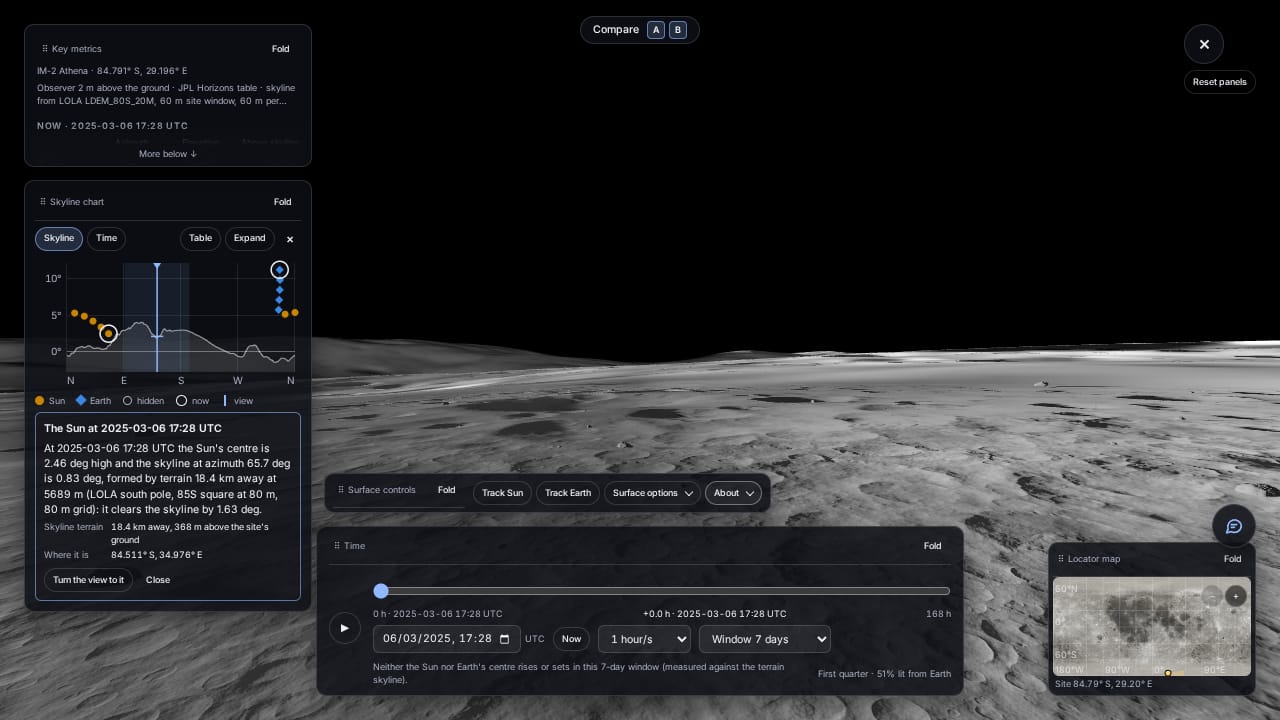 Compare A B
Reset panels
Key metrics Fold
IM-2 Athena · 84.791° S, 29.196° E
Observer 2 m above the ground · JPL Horizons table · skyline
from LOLA LDEM_80S_20M, 60 m site window, 60 m per...
NOW · 2025-03-06 17:28 UTC
More below ↓
Skyline chart Fold
Skyline Time Table Expand ×
10°
5°
0°
N E S W N
Sun Earth hidden now view
The Sun at 2025-03-06 17:28 UTC
At 2025-03-06 17:28 UTC the Sun's centre is
2.46 deg high and the skyline at azimuth 65.7 deg
is 0.83 deg, formed by terrain 18.4 km away at
5689 m (LOLA south pole, 85S square at 80 m,
80 m grid): it clears the skyline by 1.63 deg.
Skyline terrain 18.4 km away, 368 m above the site's
ground
Where it is 84.511° S, 34.976° E
Turn the view to it Close
Surface controls Fold Track Sun Track Earth Surface options About
Time Fold
0 h · 2025-03-06 17:28 UTC +0.0 h · 2025-03-06 17:28 UTC 168 h
06/03/2025, 17:28 UTC Now 1 hour/s Window 7 days
Neither the Sun nor Earth's centre rises or sets in this 7-day window (measured against the terrain
skyline).
First quarter · 51% lit from Earth
Locator map Fold
60°N
0°
60°S
180°W 90°W 0° 90°E
Site 84.79° S, 29.20° E